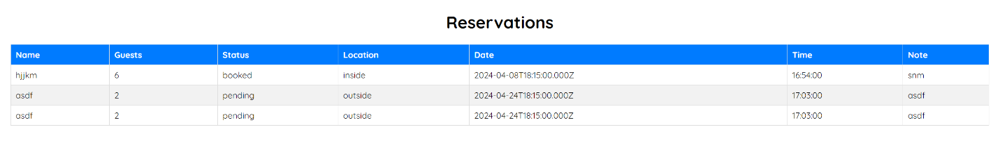 Reservations
Name Guests Status Location Date Time Note
hjjkm 6 booked inside 2024-04-08T18:15:00.000Z 16:54:00 snm
asdf 2 pending outside 2024-04-24T18:15:00.000Z 17:03:00 asdf
asdf 2 pending outside 2024-04-24T18:15:00.000Z 17:03:00 asdf